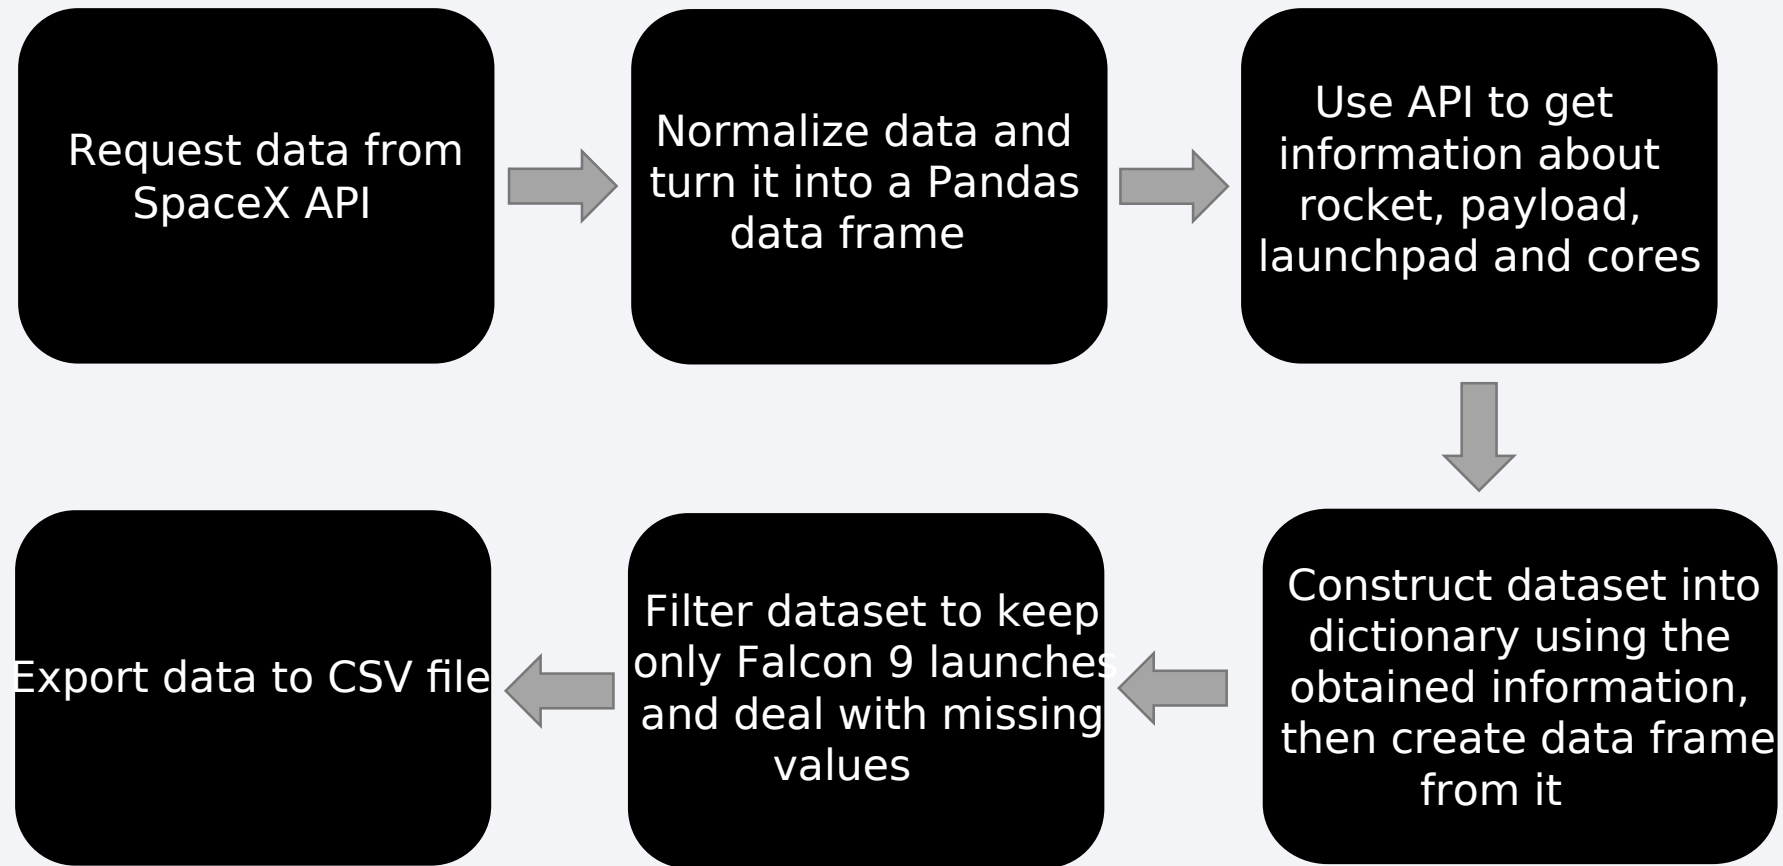 Request data from
SpaceX API
Normalize data and
turn it into a Pandas
data frame
Use API to get
information about
rocket, payload,
launchpad and cores
Construct dataset into
dictionary using the
obtained information,
then create data frame
from it
Filter dataset to keep
only Falcon 9 launches
and deal with missing
values
Export data to CSV file